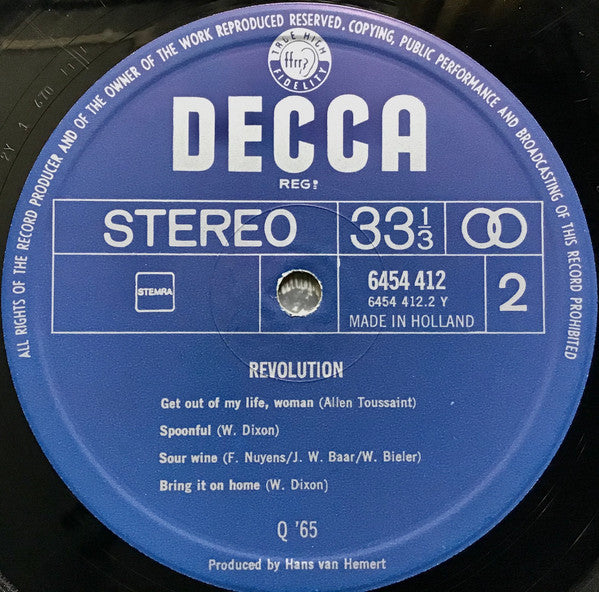 ALL RIGHTS OF THE RECORD PRODUCER AND OF THE OWNER OF THE WORK REPRODUCED RESERVED. COPYING, PUBLIC PERFORMANCE AND BROADCASTING OF THIS RECORD PROHIBITED
TRUE HIGH
ffrr
FIDELITY
DECCA
REG!
STEREO
33⅓
STEMRA
6454 412
6454 412.2 Y
MADE IN HOLLAND
2
REVOLUTION
Get out of my life, woman (Allen Toussaint)
Spoonful (W. Dixon)
Sour wine (F. Nuyens/J. W. Baar/W. Bieler)
Bring it on home (W. Dixon)
Q '65
Produced by Hans van Hemert